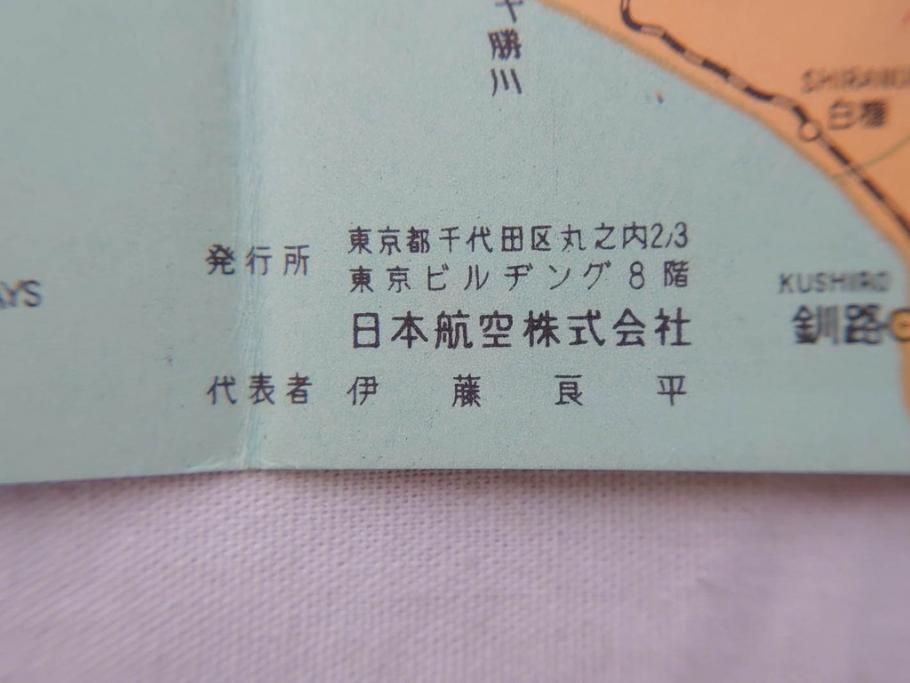 十勝川
SHIRANU
白糠
発行所
東京都千代田区丸之内2,3
東京ビルヂング8階
日本航空株式会社
代表者 伊藤良平
AYS
KUSHIRO
釧路